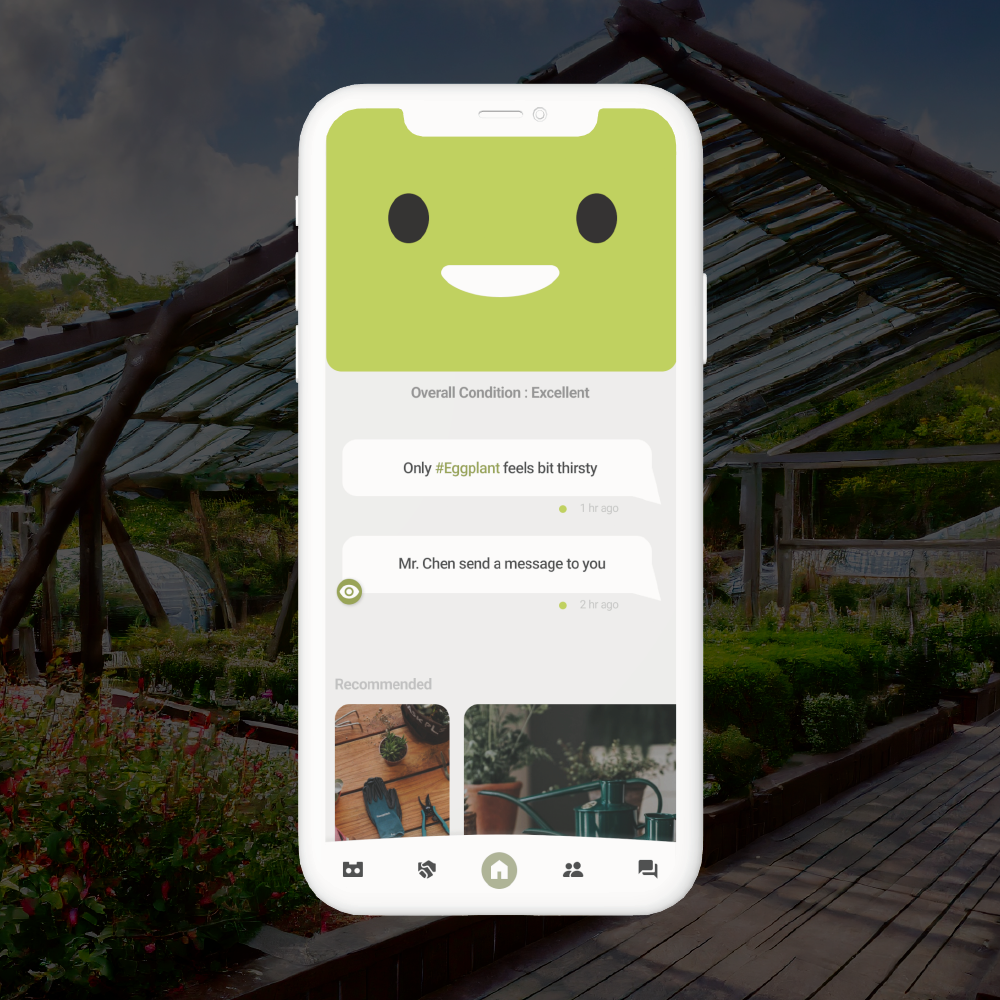 Overall Condition : Excellent
Only #Eggplant feels bit thirsty
1 hr ago
Mr. Chen send a message to you
2 hr ago
Recommended